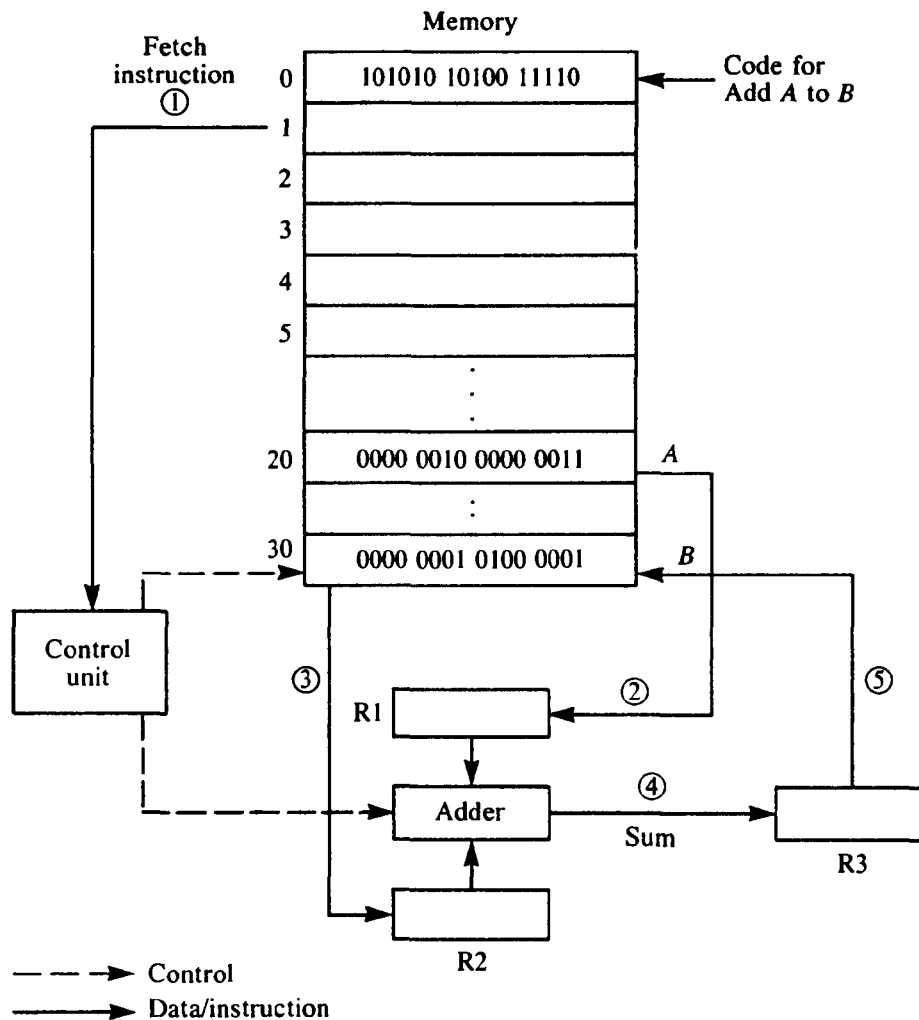 Memory
Fetch
instruction
①
0
101010 10100 11110
Code for
Add A to B
1
2
3
4
5
20
0000 0010 0000 0011
A
30
0000 0001 0100 0001
B
Control
unit
③
②
⑤
R1
Adder
④
Sum
R3
R2
Control
Data/instruction